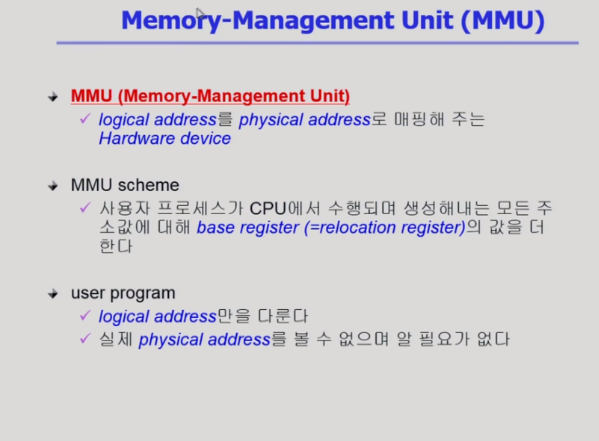 Memory-Management Unit (MMU)
MMU (Memory-Management Unit)
logical address를 physical address로 매핑해 주는
Hardware device
MMU scheme
사용자 프로세스가 CPU에서 수행되며 생성해내는 모든 주
소값에 대해 base register (=relocation register)의 값을 더
한다
user program
logical address만을 다룬다
실제 physical address를 볼 수 없으며 알 필요가 없다